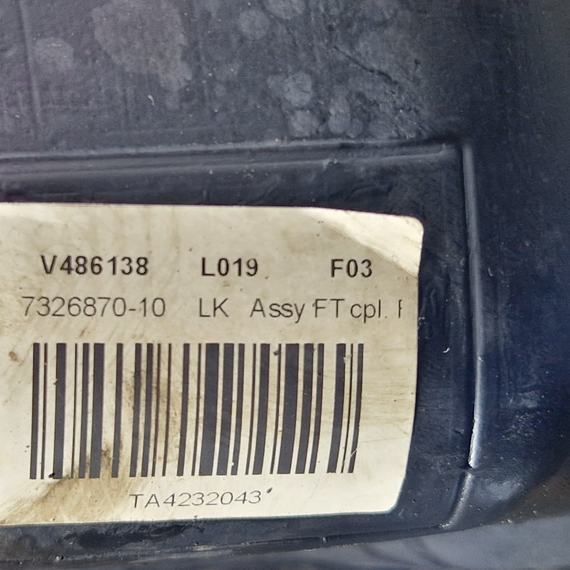 V486138 L019 F03
7326870-10 LK Assy FT cpl.
TA4232043*